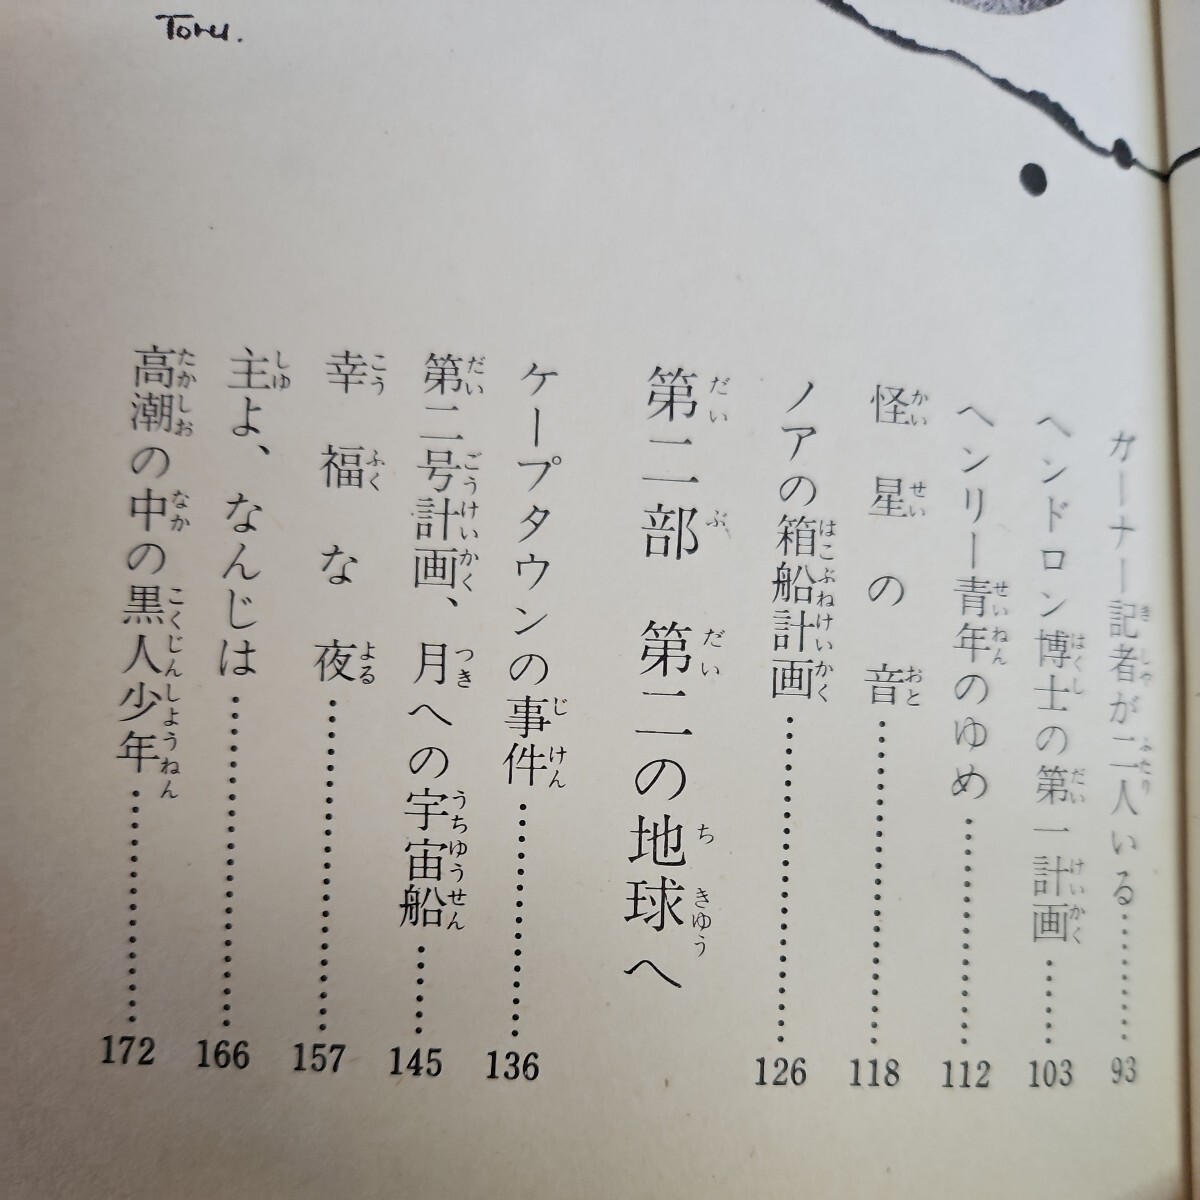 Toru.
ガーナー記者が二人いる……………93
ヘンドロン博士の第一計画……………103
ヘンリー青年のゆめ……………112
怪星の音……………118
ノアの箱船計画……………126
第二部 第二の地球へ
ケープタウンの事件……………136
第二号計画、月への宇宙船……………145
幸福な夜……………157
主よ、なんじは……………166
高潮の中の黒人少年……………172